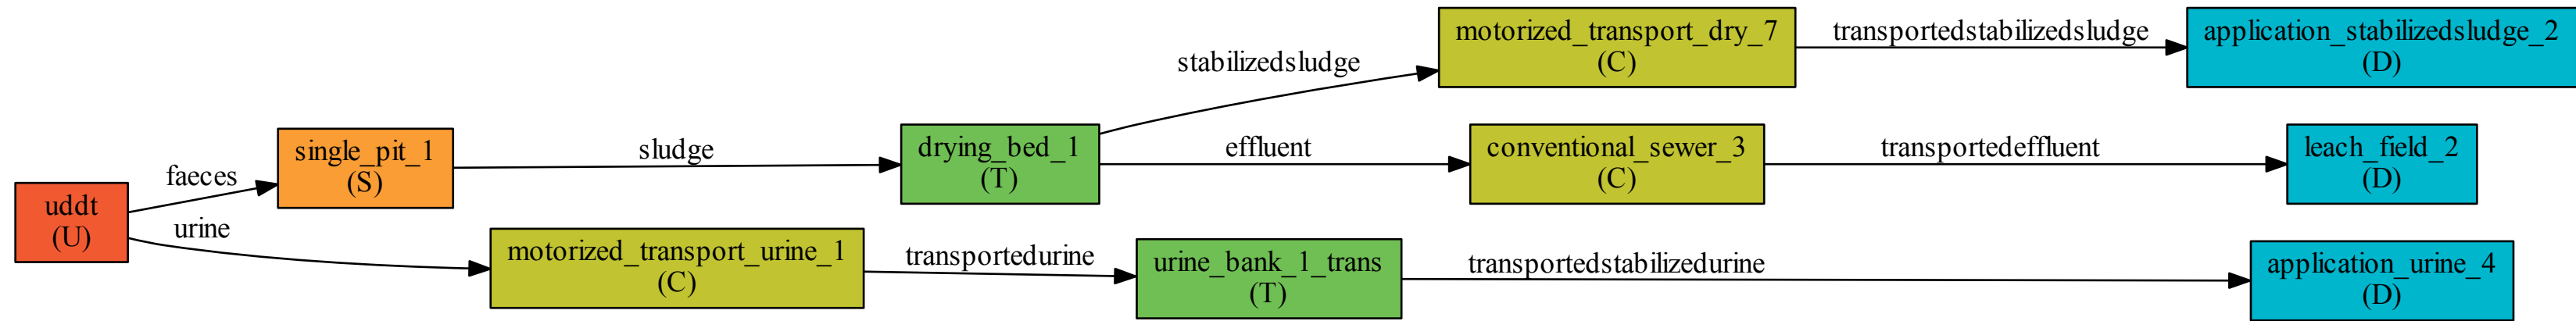 motorized_transport_dry_7
(C)
transportedstabilizedsludge
application_stabilizedsludge_2
(D)
stabilizedsludge
single_pit_1
(S)
sludge
drying_bed_1
(T)
effluent
conventional_sewer_3
(C)
transportedeffluent
leach_field_2
(D)
faeces
uddt
(U)
urine
motorized_transport_urine_1
(C)
transportedurine
urine_bank_1_trans
(T)
transportedstabilizedurine
application_urine_4
(D)